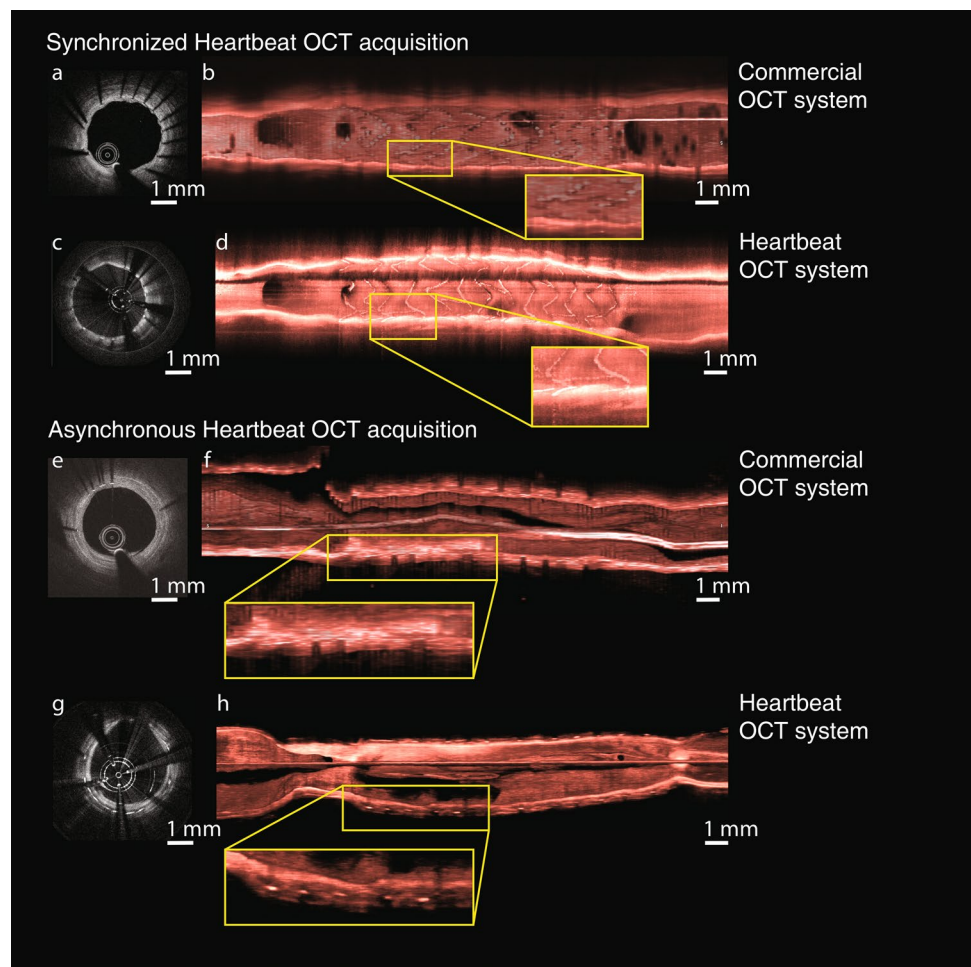 Synchronized Heartbeat OCT acquisition
a
b
Commercial
OCT system
1 mm
1 mm
c
d
Heartbeat
OCT system
1 mm
1 mm
Asynchronous Heartbeat OCT acquisition
e
f
Commercial
OCT system
1 mm
1 mm
g
h
Heartbeat
OCT system
1 mm
1 mm